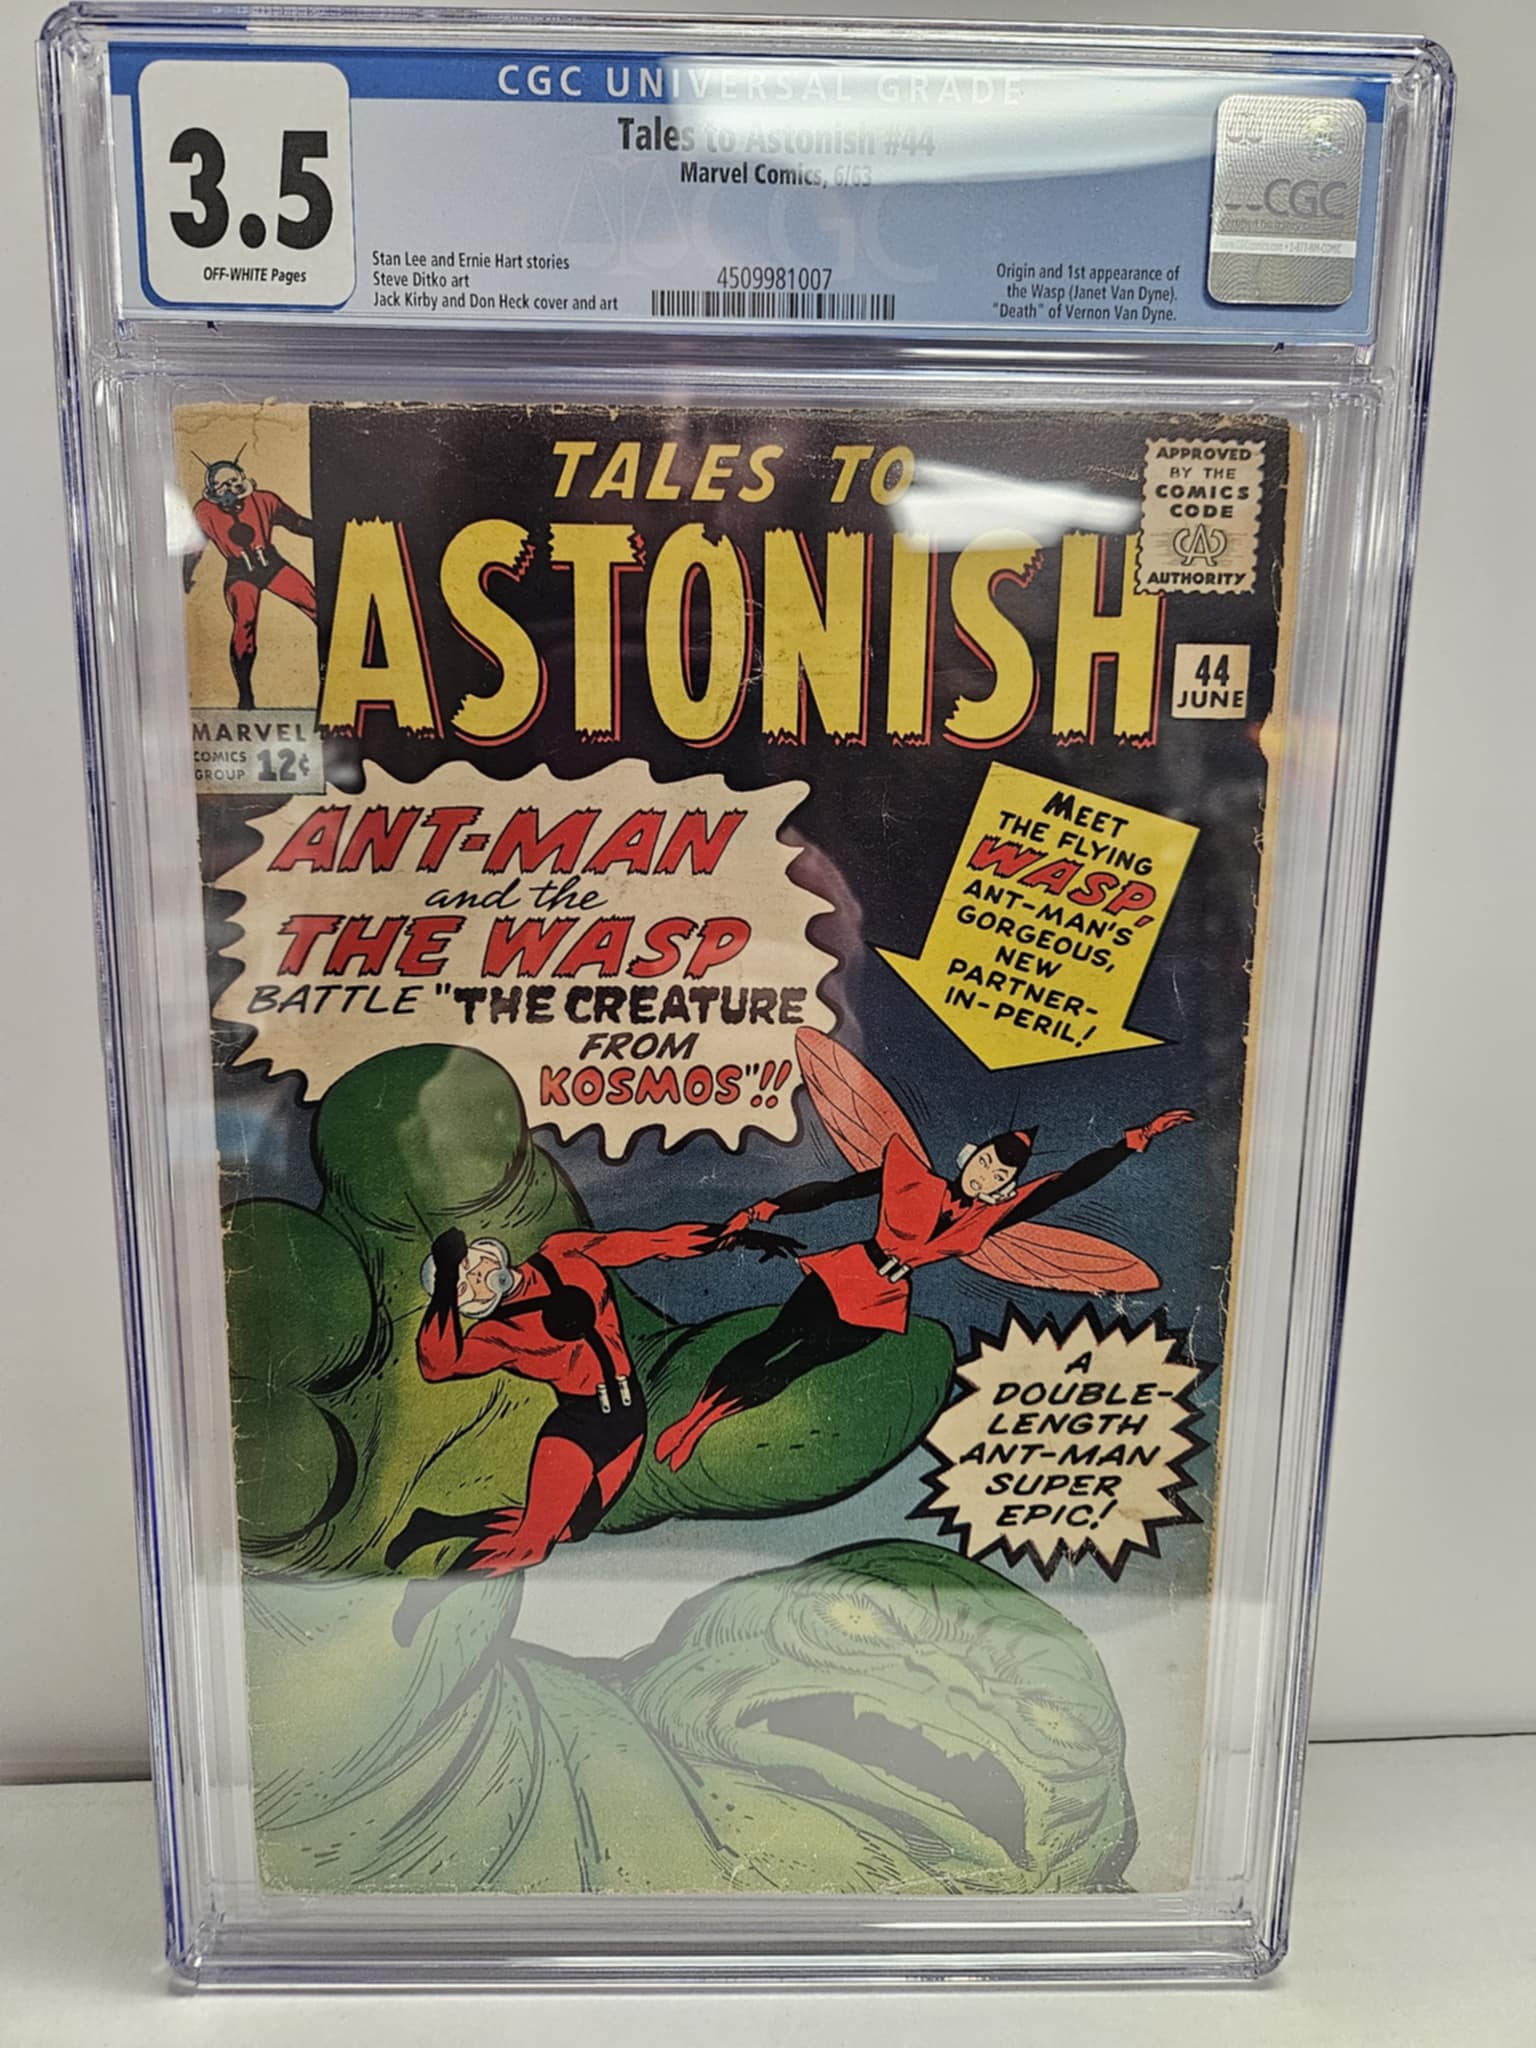 CGC UNIVERSAL GRADE
3.5
OFF-WHITE Pages
Tales to Astonish #44
Marvel Comics, 6/63
Stan Lee and Ernie Hart stories
Steve Ditko art
Jack Kirby and Don Heck cover and art
4509981007
Origin and 1st appearance of
the Wasp (Janet Van Dyne).
"Death" of Vernon Van Dyne.
CGC
CGC
TALES TO
ASTONISH
APPROVED
BY THE
COMICS
CODE
CA
AUTHORITY
44
JUNE
MARVEL
COMICS
GROUP 12¢
ANT-MAN
and the
THE WASP
BATTLE "THE CREATURE
FROM
KOSMOS"!!
MEET
THE FLYING
WASP,
ANT-MAN'S
GORGEOUS,
NEW
PARTNER-
IN-PERIL!
A
DOUBLE-
LENGTH
ANT-MAN
SUPER
EPIC!